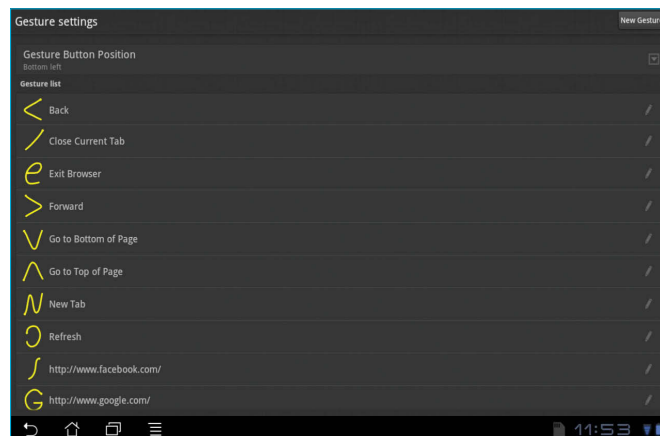 Gesture settings
New Gesture
Gesture Button Position
Bottom left
Gesture list
Back
Close Current Tab
Exit Browser
Forward
Go to Bottom of Page
Go to Top of Page
New Tab
Refresh
http://www.facebook.com/
http://www.google.com/
11:53